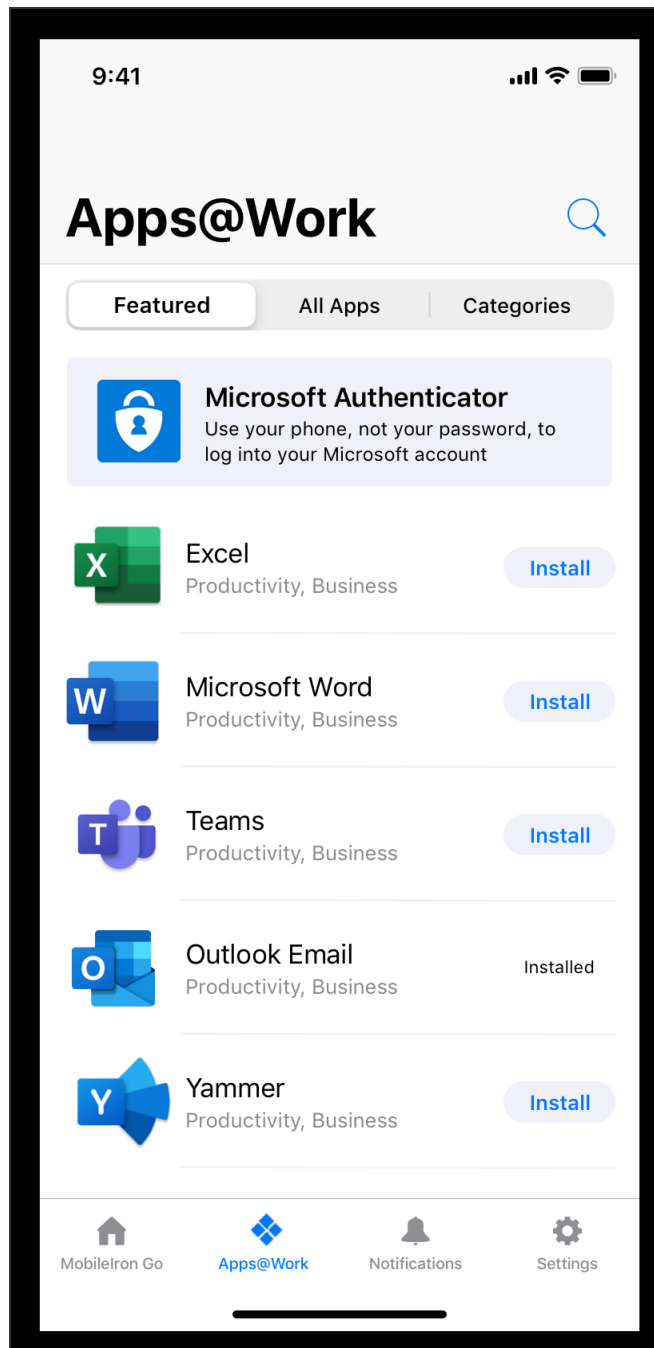 9:41
Apps@Work
Featured All Apps Categories
Microsoft Authenticator
Use your phone, not your password, to
log into your Microsoft account
X
Excel
Productivity, Business
Install
W
Microsoft Word
Productivity, Business
Install
T
Teams
Productivity, Business
Install
O
Outlook Email
Productivity, Business
Installed
Y
Yammer
Productivity, Business
Install
MobileIron Go Apps@Work Notifications Settings